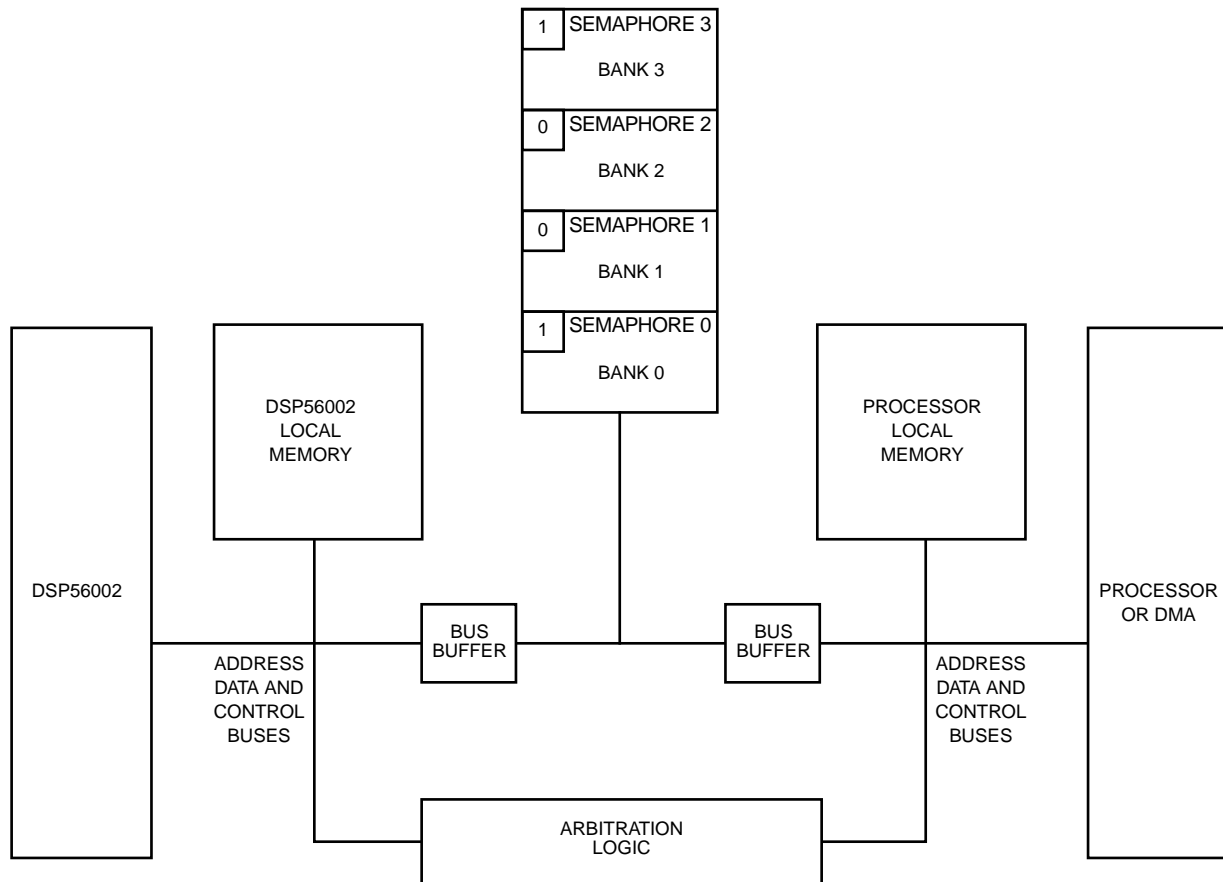 1 SEMAPHORE 3
BANK 3
0 SEMAPHORE 2
BANK 2
0 SEMAPHORE 1
BANK 1
1 SEMAPHORE 0
BANK 0
DSP56002
LOCAL
MEMORY
PROCESSOR
LOCAL
MEMORY
DSP56002
BUS
BUFFER
BUS
BUFFER
PROCESSOR
OR DMA
ADDRESS
DATA AND
CONTROL
BUSES
ADDRESS
DATA AND
CONTROL
BUSES
ARBITRATION
LOGIC